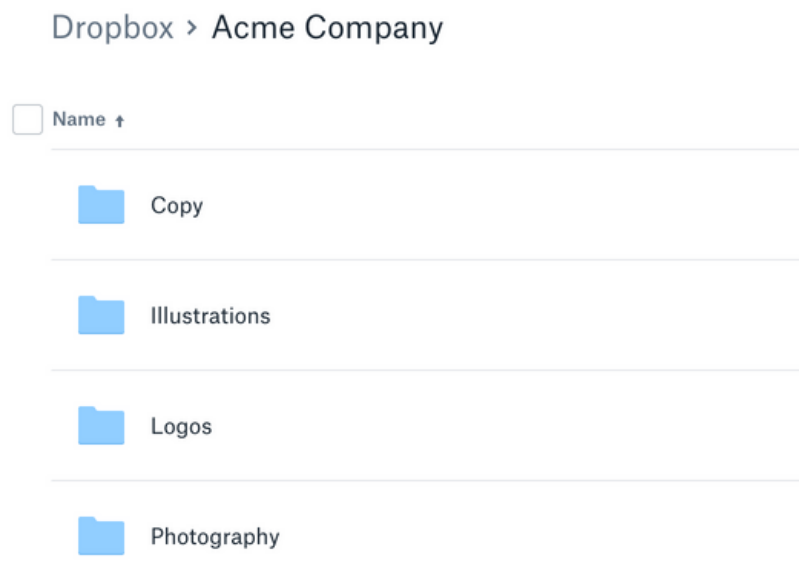 Dropbox > Acme Company
Name ↑
Copy
Illustrations
Logos
Photography